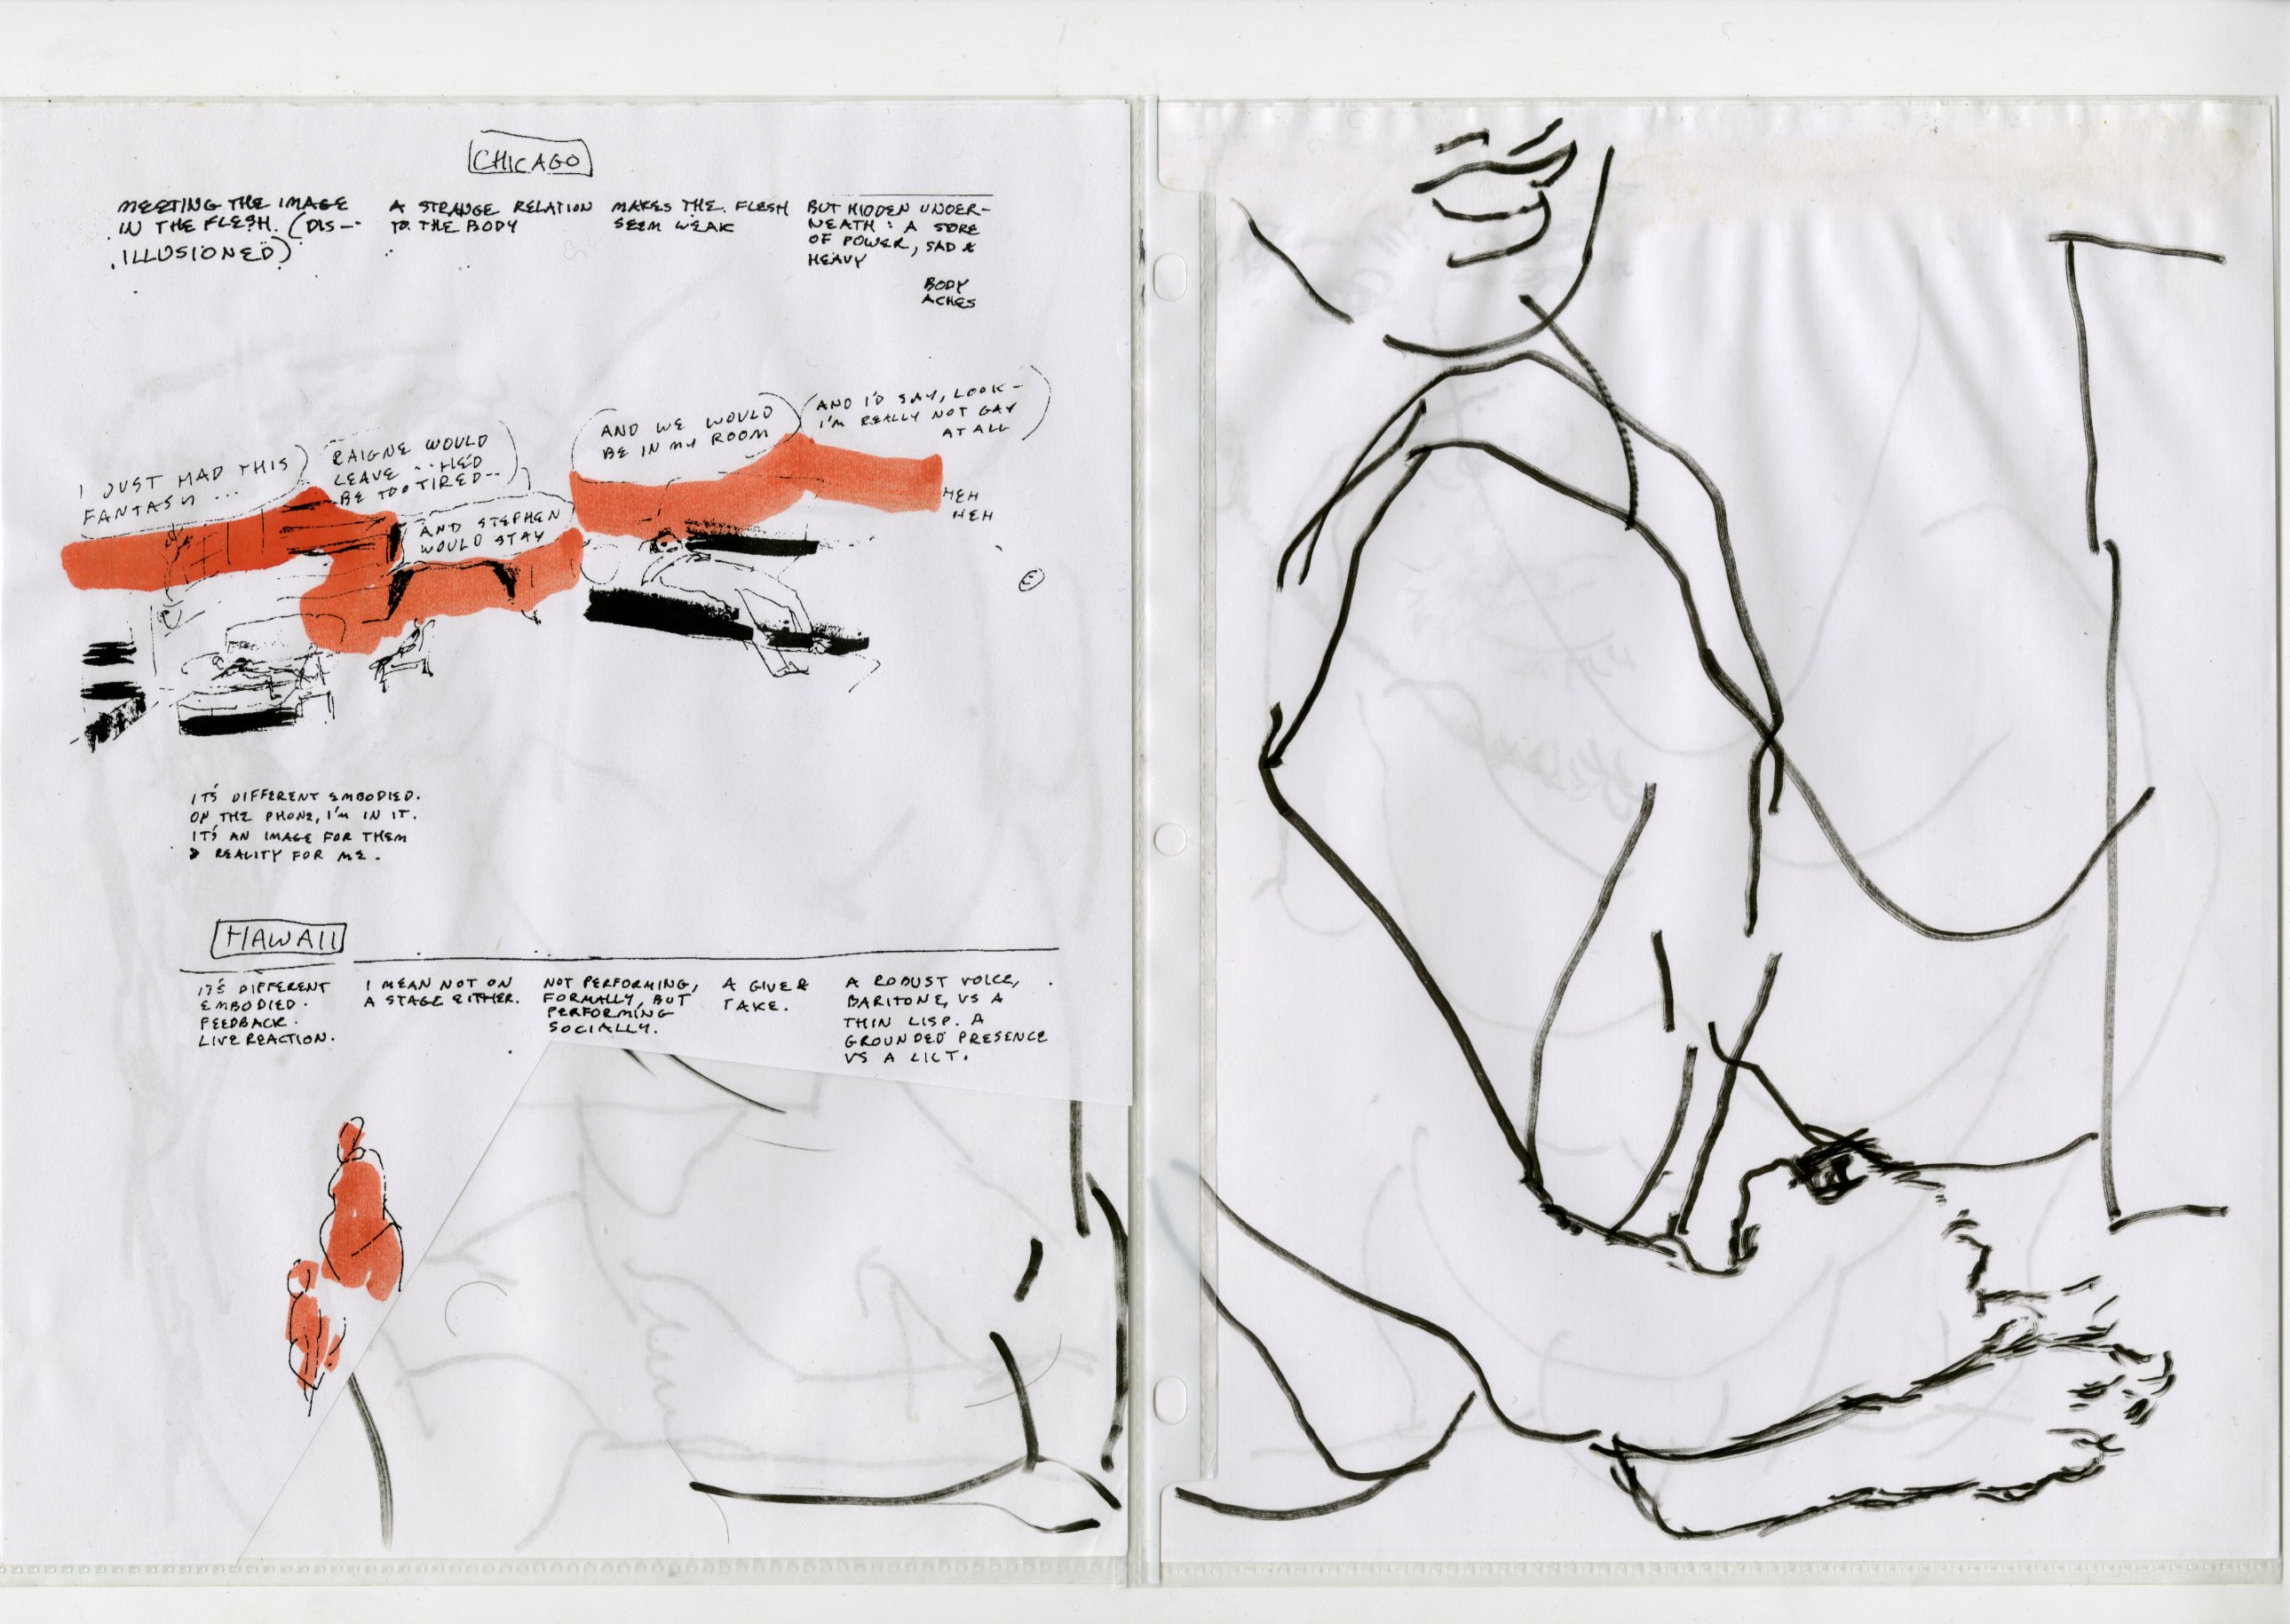 CHICAGO
MEETING THE IMAGE
IN THE FLESH. (DIS--
ILLUSIONED)
A STRANGE RELATION
TO THE BODY
MAKES THE FLESH
SEEM WEAK
BUT HIDDEN UNDER-
NEATH: A SORE
OF POWER, SAD &
HEAVY
BODY
ACHES
I JUST HAD THIS
FANTASY ...
RAIGNE WOULD
LEAVE ... HE'D
BE TOO TIRED--
AND STEPHEN
WOULD STAY
AND WE WOULD
BE IN MY ROOM
AND I'D SAY, LOOK-
I'M REALLY NOT GAY
AT ALL
HEH
HEH
IT'S DIFFERENT EMBODIED.
ON THE PHONE, I'M IN IT.
IT'S AN IMAGE FOR THEM
& REALITY FOR ME.
HAWAII
IT'S DIFFERENT
EMBODIED.
FEEDBACK.
LIVE REACTION.
I MEAN NOT ON
A STAGE EITHER.
NOT PERFORMING,
FORMALLY, BUT
PERFORMING
SOCIALLY.
A GIVE &
TAKE.
A ROBUST VOICE,
BARITONE, VS A
THIN LISP. A
GROUNDED PRESENCE
VS A LILT.